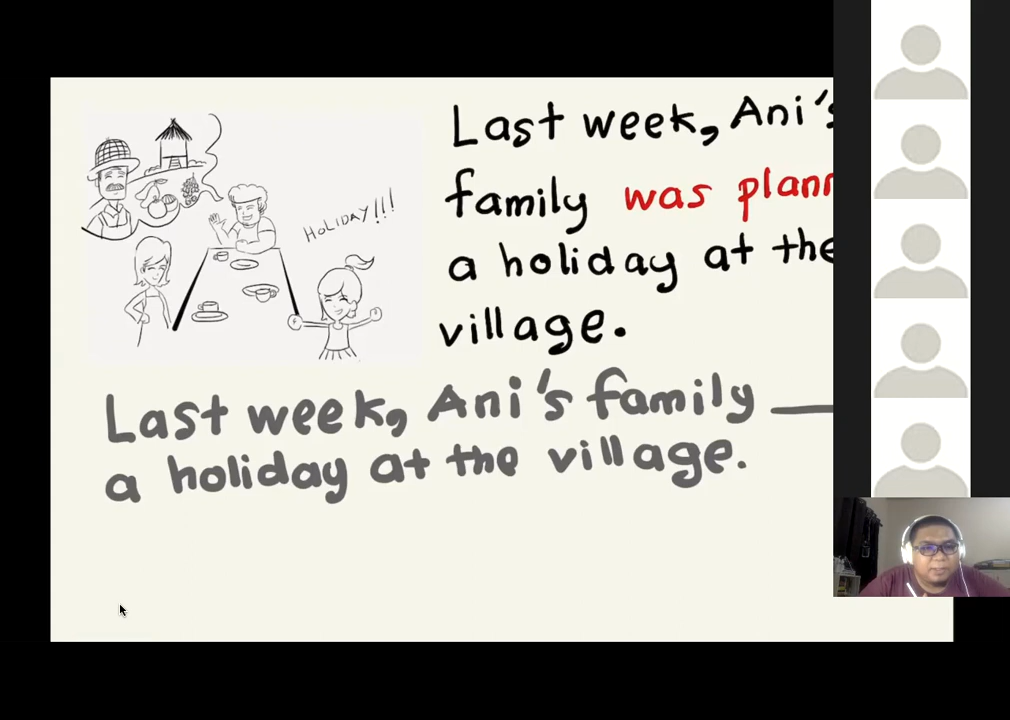 HOLIDAY!!!
Last week, Ani's
family was plann
a holiday at the
village.
Last week, Ani's family ___
a holiday at the village.